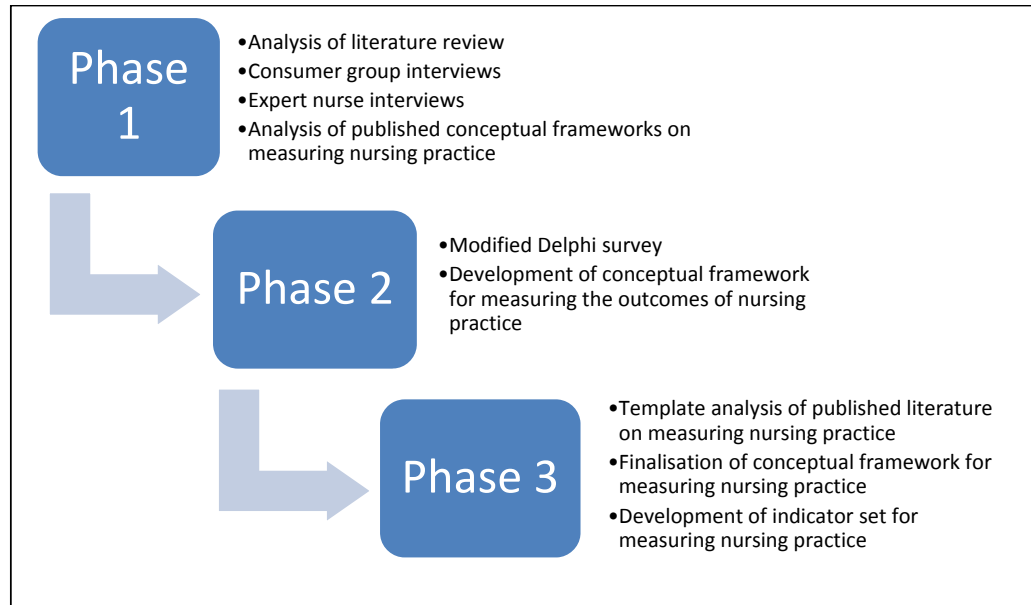 Phase
1
•Analysis of literature review
•Consumer group interviews
•Expert nurse interviews
•Analysis of published conceptual frameworks on
measuring nursing practice
Phase 2
•Modified Delphi survey
•Development of conceptual framework
for measuring the outcomes of nursing
practice
Phase 3
•Template analysis of published literature
on measuring nursing practice
•Finalisation of conceptual framework for
measuring nursing practice
•Development of indicator set for
measuring nursing practice